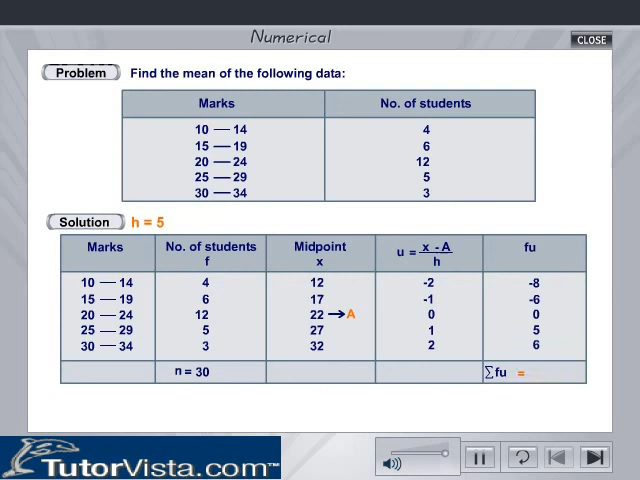 Numerical
CLOSE
Problem Find the mean of the following data:
Marks No. of students
10 — 14 4
15 — 19 6
20 — 24 12
25 — 29 5
30 — 34 3
Solution h = 5
Marks No. of students f Midpoint x u = x - A / h fu
10 — 14 4 12 -2 -8
15 — 19 6 17 -1 -6
20 — 24 12 22 → A 0 0
25 — 29 5 27 1 5
30 — 34 3 32 2 6
n = 30 ∑fu =
TutorVista.com™